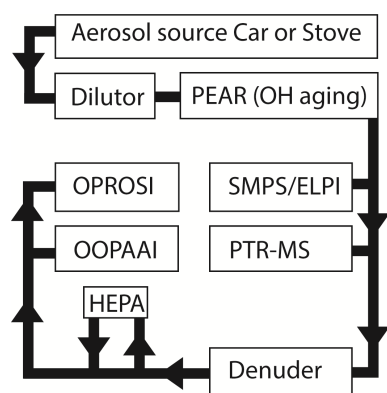 Aerosol source Car or Stove
Dilutor
PEAR (OH aging)
OPROSI
SMPS/ELPI
OOPAAI
PTR-MS
HEPA
Denuder